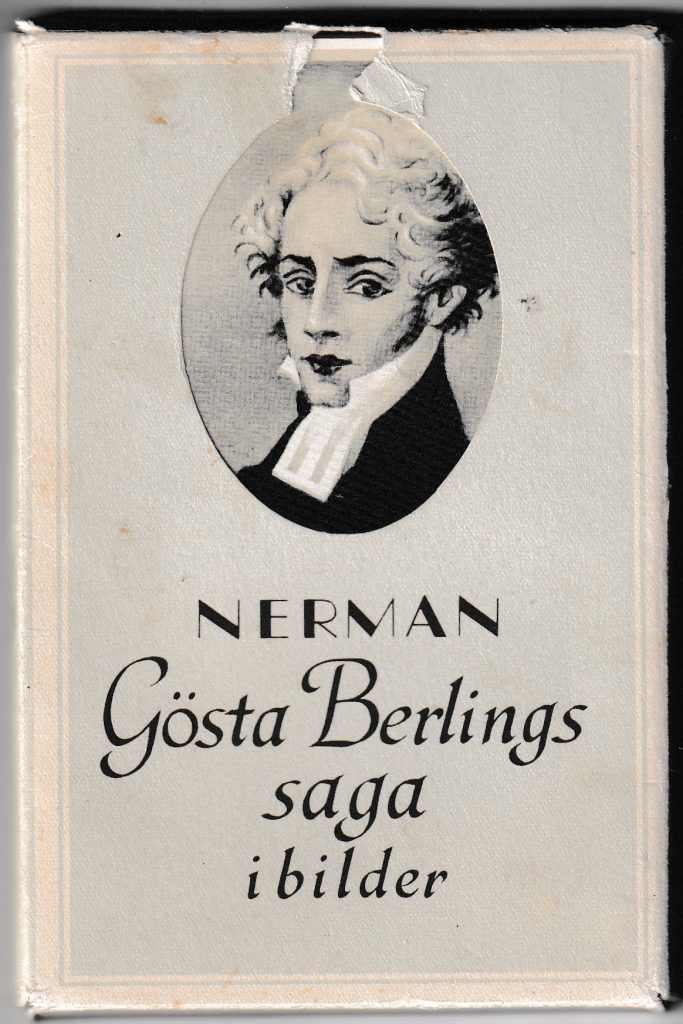 NERMAN
Gösta Berlings
saga
i bilder